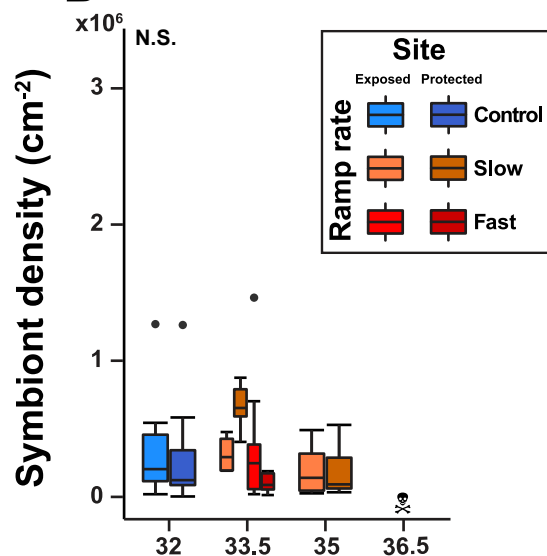 x10⁶
N.S.
3
2
1
0
Symbiont density (cm⁻²)
32 33.5 35 36.5
Site
Exposed Protected
Ramp rate
Control
Slow
Fast